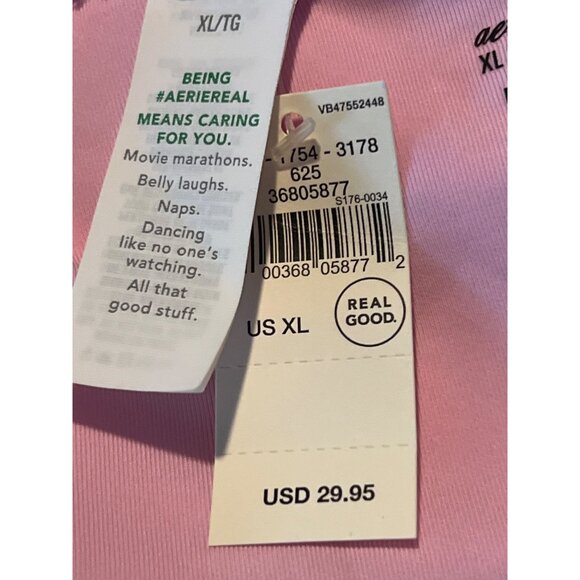 XL/TG
BEING
#AERIEREAL
MEANS CARING
FOR YOU.
Movie marathons.
Belly laughs.
Naps.
Dancing
like no one's
watching.
All that
good stuff.
VB47552448
- 1754 - 3178
625
36805877
S176-0034
00368 05877 2
US XL
REAL
GOOD.
USD 29.95
XL